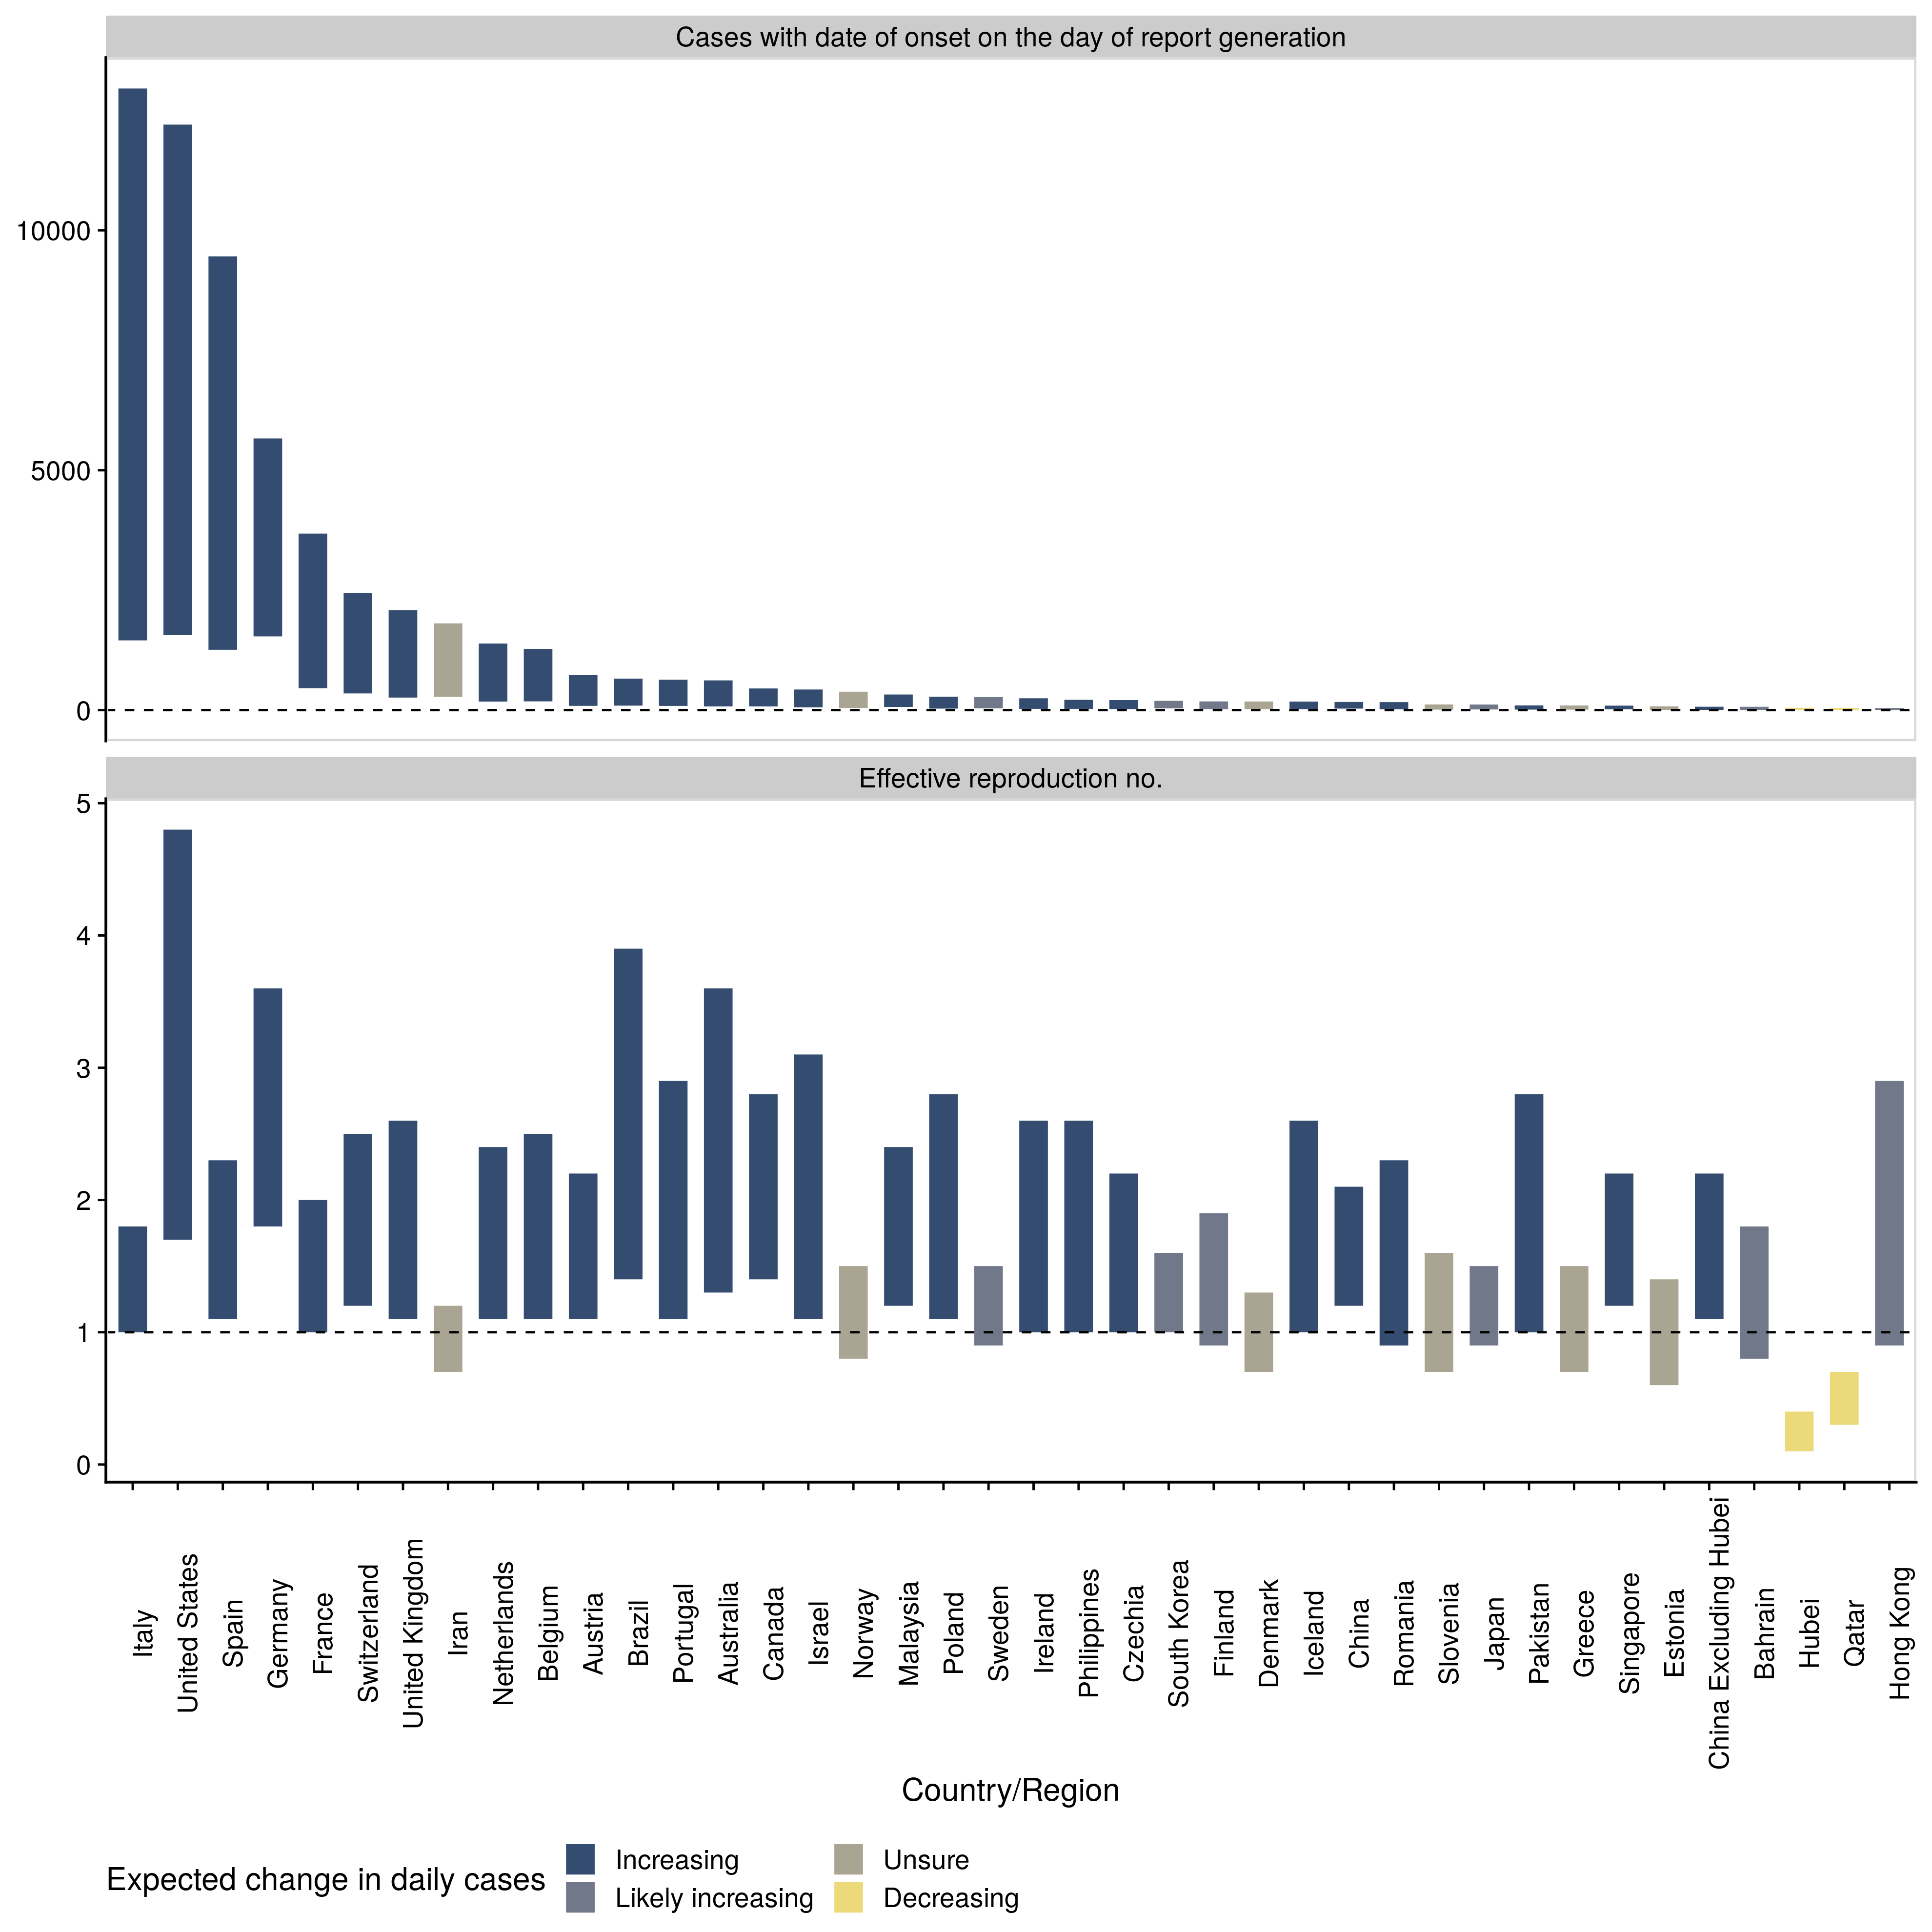 Cases with date of onset on the day of report generation
10000
5000
0
Effective reproduction no.
5
4
3
2
1
0
Italy
United States
Spain
Germany
France
Switzerland
United Kingdom
Iran
Netherlands
Belgium
Austria
Brazil
Portugal
Australia
Canada
Israel
Norway
Malaysia
Poland
Sweden
Ireland
Philippines
Czechia
South Korea
Finland
Denmark
Iceland
China
Romania
Slovenia
Japan
Pakistan
Greece
Singapore
Estonia
China Excluding Hubei
Bahrain
Hubei
Qatar
Hong Kong
Country/Region
Expected change in daily cases
Increasing
Likely increasing
Unsure
Decreasing